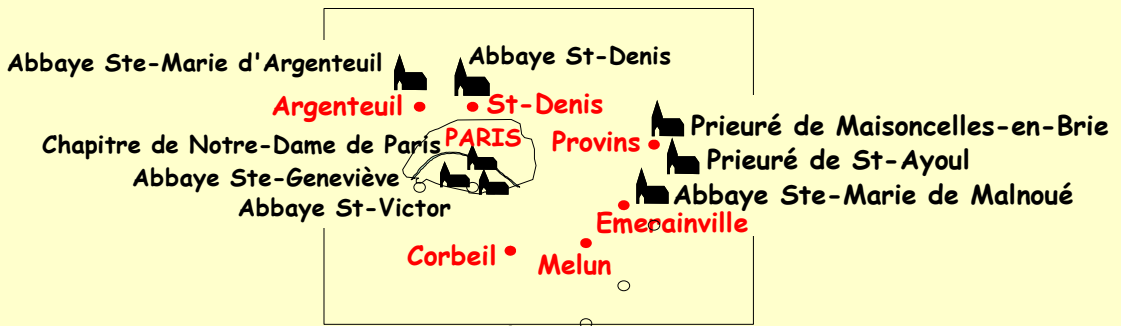 Abbaye Ste-Marie d'Argenteuil
Abbaye St-Denis
Argenteuil
St-Denis
PARIS
Provins
Prieuré de Maisoncelles-en-Brie
Chapitre de Notre-Dame de Paris
Prieuré de St-Ayoul
Abbaye Ste-Geneviève
Abbaye Ste-Marie de Malnoué
Abbaye St-Victor
Emerainville
Corbeil
Melun